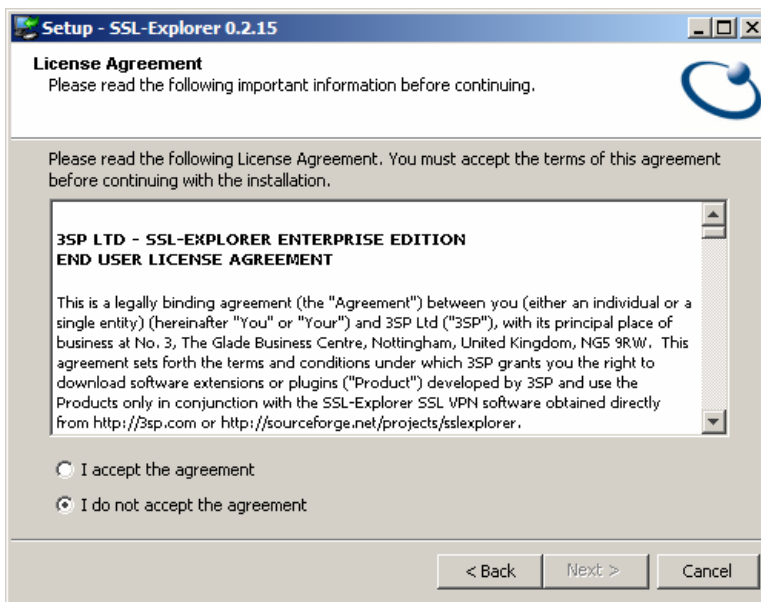 Setup - SSL-Explorer 0.2.15
License Agreement
Please read the following important information before continuing.
Please read the following License Agreement. You must accept the terms of this agreement
before continuing with the installation.
3SP LTD - SSL-EXPLORER ENTERPRISE EDITION
END USER LICENSE AGREEMENT
This is a legally binding agreement (the "Agreement") between you (either an individual or a
single entity) (hereinafter "You" or "Your") and 3SP Ltd ("3SP"), with its principal place of
business at No. 3, The Glade Business Centre, Nottingham, United Kingdom, NG5 9RW.  This
agreement sets forth the terms and conditions under which 3SP grants you the right to
download software extensions or plugins ("Product") developed by 3SP and use the
Products only in conjunction with the SSL-Explorer SSL VPN software obtained directly
from http://3sp.com or http://sourceforge.net/projects/sslexplorer.
I accept the agreement
I do not accept the agreement
< Back
Next >
Cancel